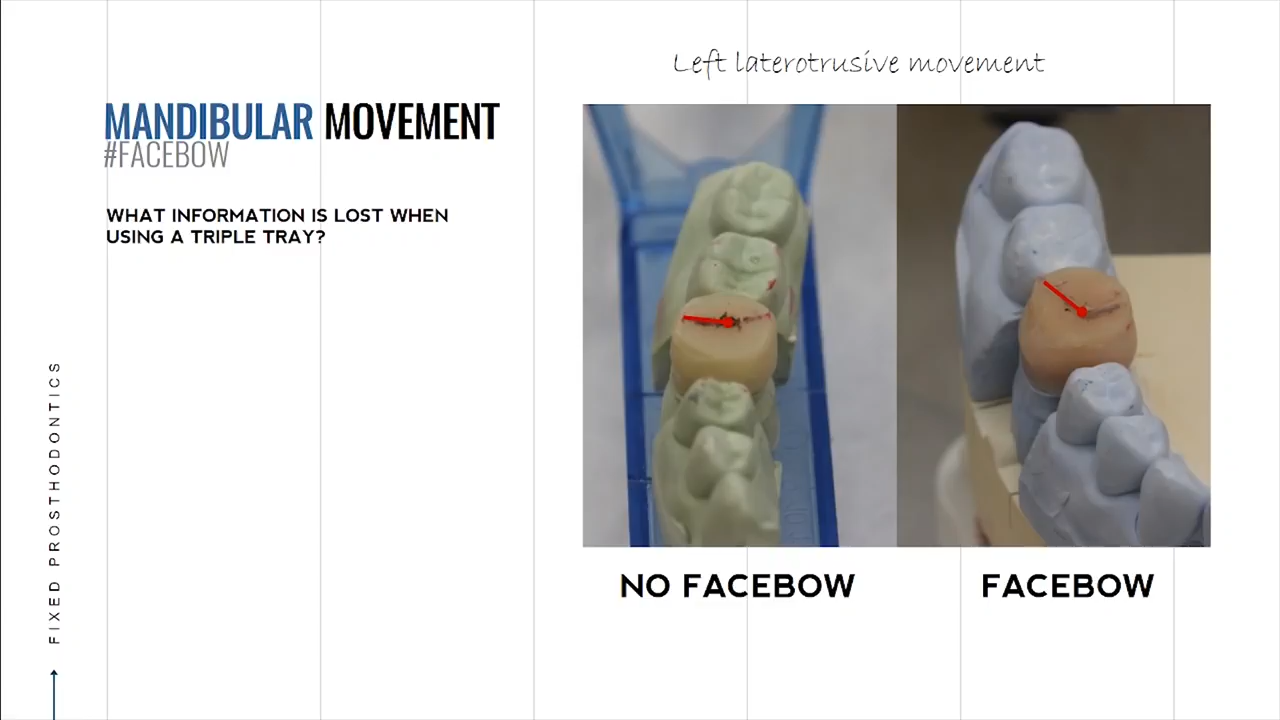 Left laterotrusive movement
MANDIBULAR MOVEMENT
#FACEBOW
WHAT INFORMATION IS LOST WHEN
USING A TRIPLE TRAY?
NO FACEBOW
FACEBOW
FIXED PROSTHODONTICS